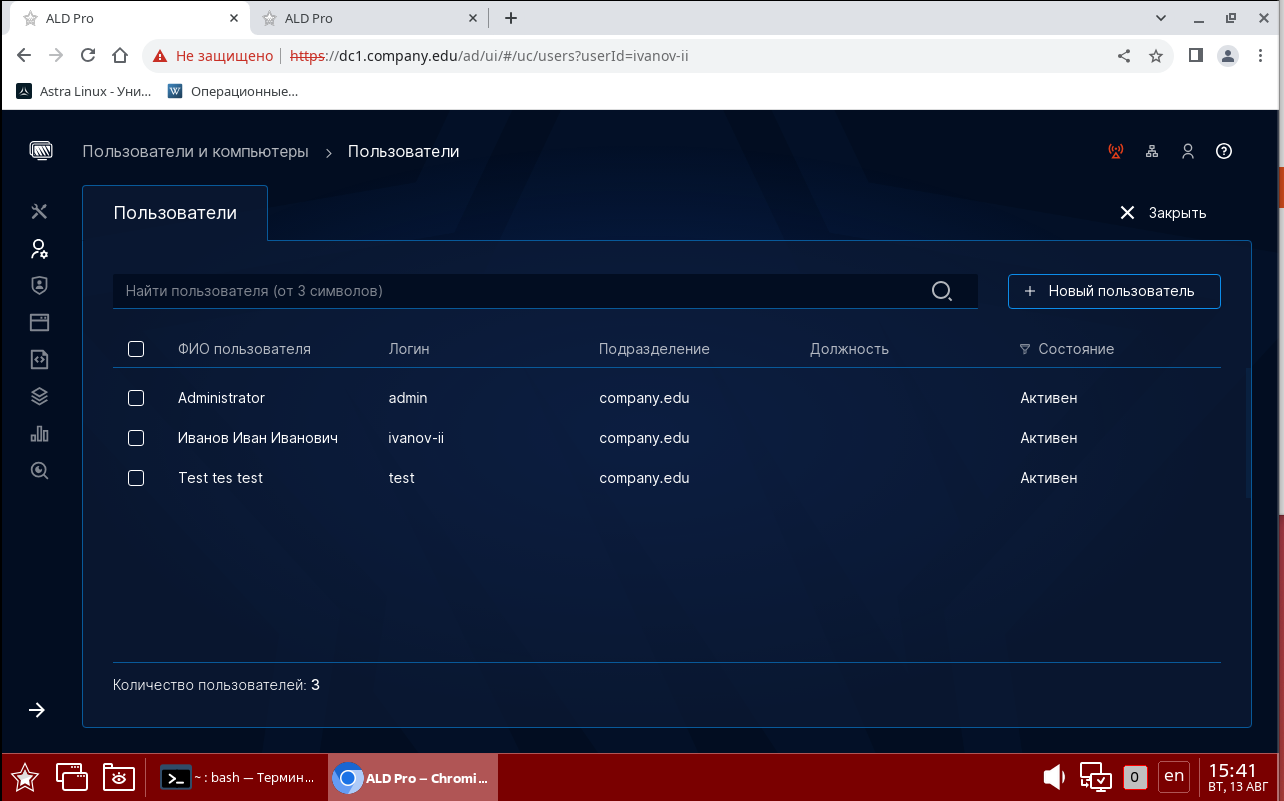 ALD Pro
ALD Pro
Не защищено
https://dc1.company.edu/ad/ui/#/uc/users?userId=ivanov-ii
Astra Linux - Уни...
W Операционные...
Пользователи и компьютеры > Пользователи
Пользователи
Закрыть
Найти пользователя (от 3 символов)
+ Новый пользователь
ФИО пользователя Логин Подразделение Должность Состояние
Administrator admin company.edu Активен
Иванов Иван Иванович ivanov-ii company.edu Активен
Test tes test test company.edu Активен
Количество пользователей: 3
~ : bash — Термин...
ALD Pro – Chromi...
0
en
15:41
ВТ, 13 АВГ